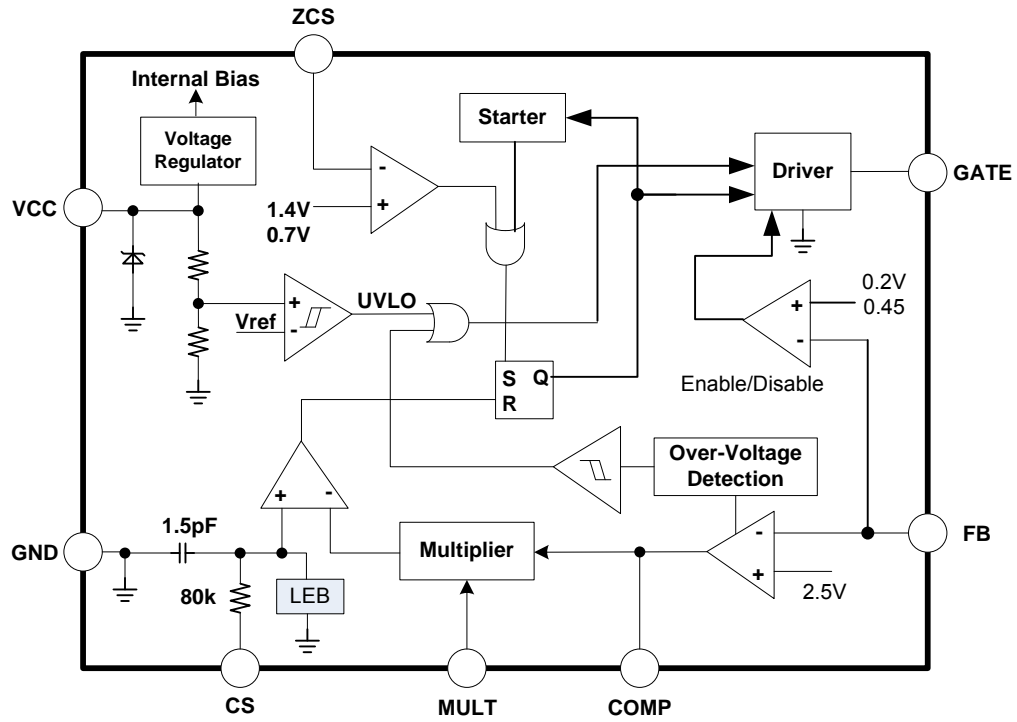 ZCS
Internal Bias
Voltage
Regulator
Starter
Driver
GATE
VCC
-
+
1.4V
0.7V
UVLO
+
Vref
-
+
-
0.2V
0.45
Enable/Disable
S Q
R
Over-Voltage
Detection
+ -
1.5pF
GND
80k
LEB
Multiplier
-
+
2.5V
FB
CS
MULT
COMP